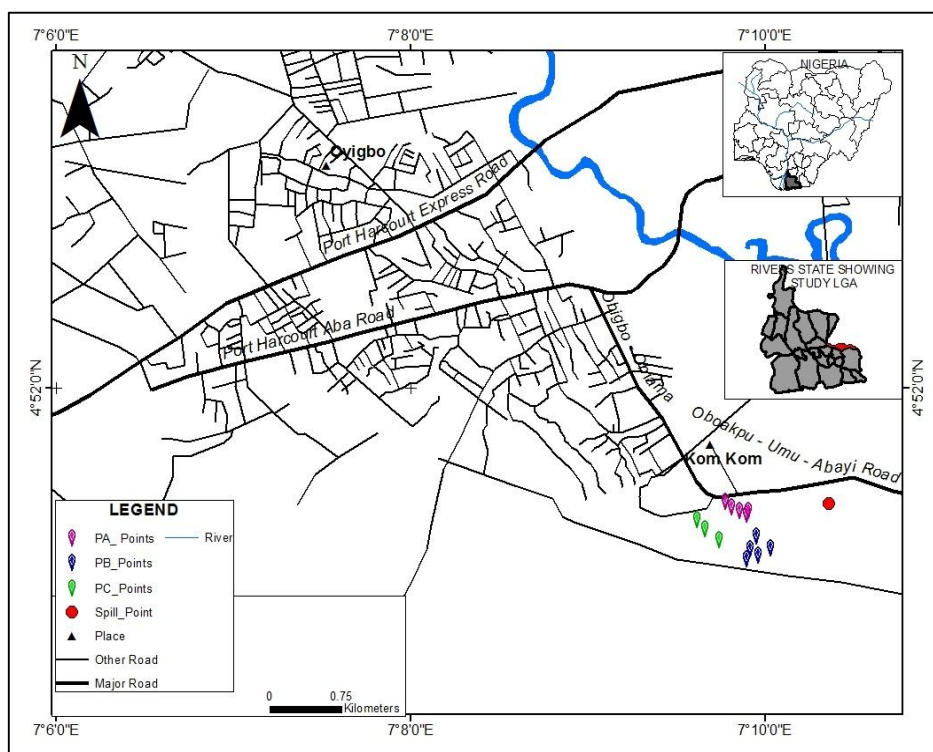 7°6'0"E
7°8'0"E
7°10'0"E
N
NIGERIA
Oyigbo
Port Harcourt Express Road
RIVERS STATE SHOWING
STUDY LGA
Port Harcourt Aba Road
Obigbo -
4°52'0"N
4°52'0"N
Oboakpu - Umu - Abayi Road
Kom Kom
LEGEND
PA_ Points
River
PB_Points
PC_Points
Spill_Point
Place
Other Road
Major Road
0 0.75
Kilometers
7°6'0"E
7°8'0"E
7°10'0"E